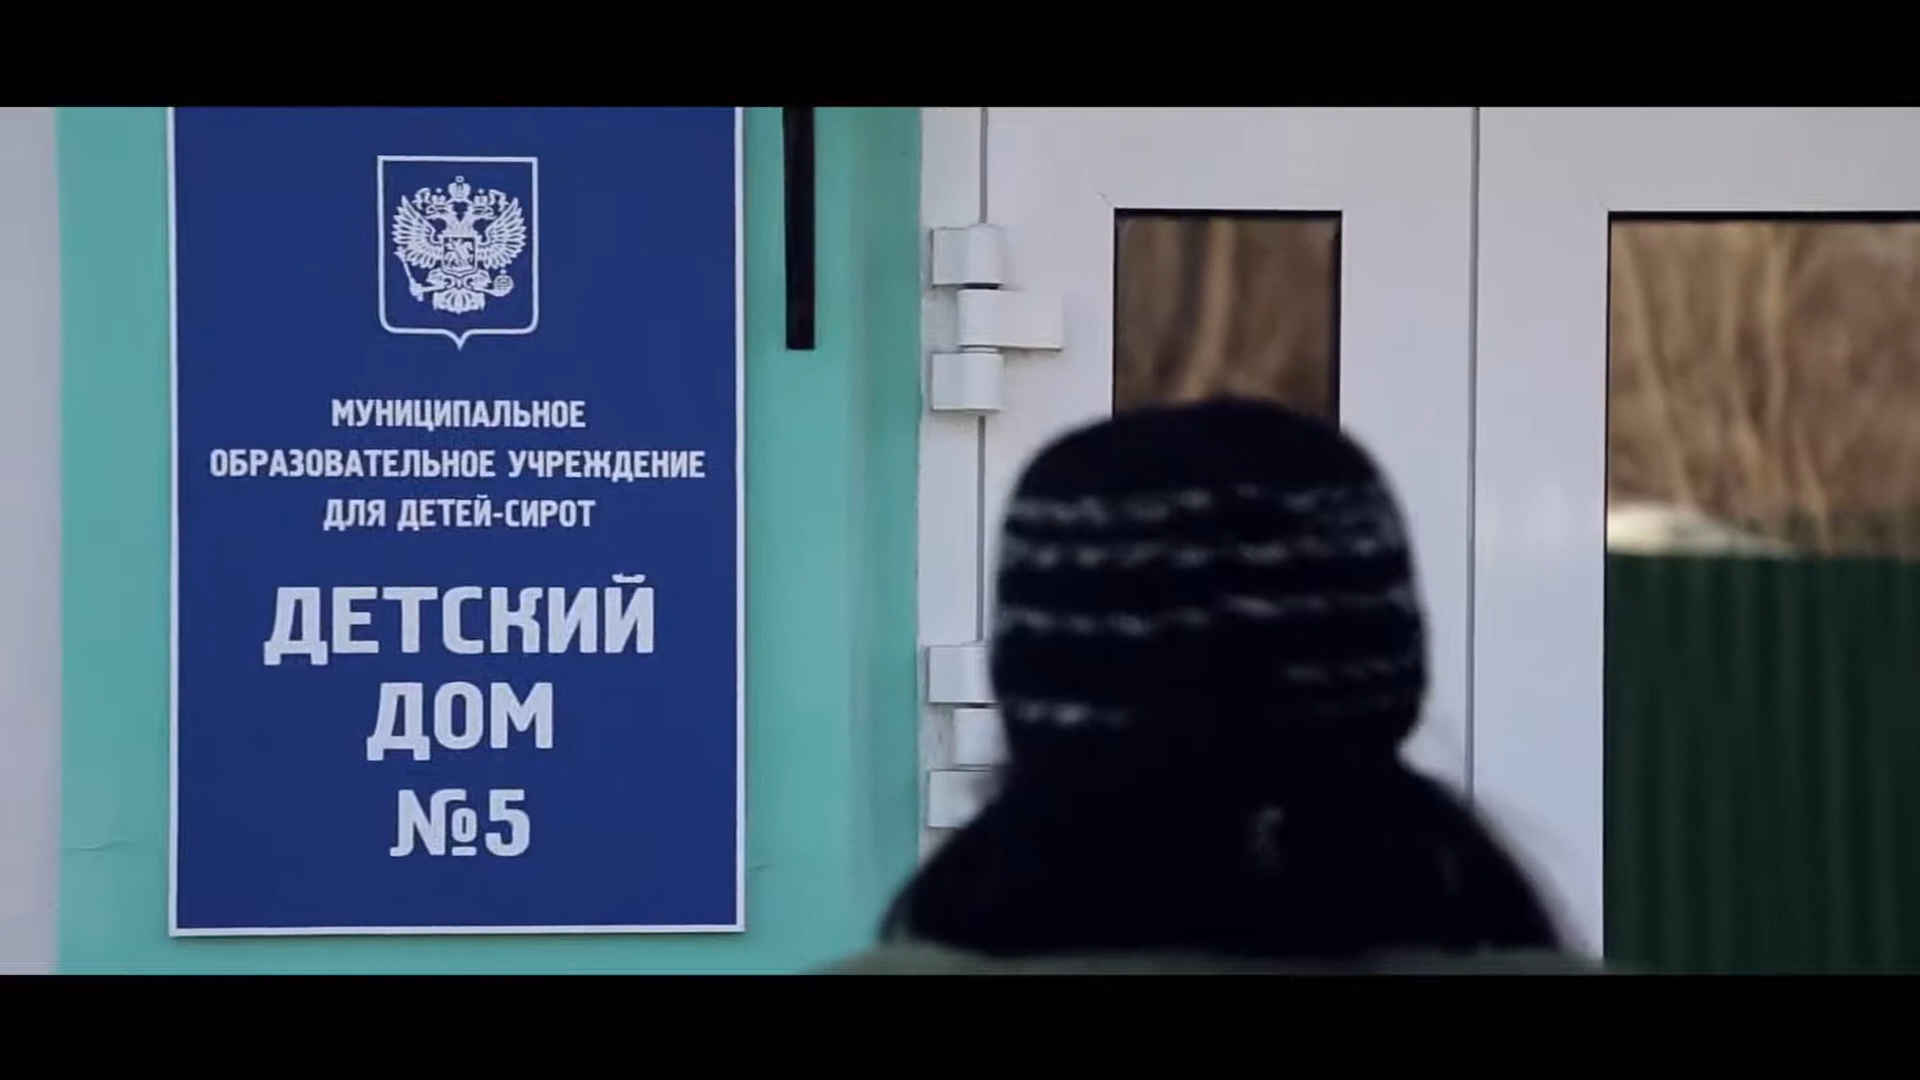 МУНИЦИПАЛЬНОЕ
ОБРАЗОВАТЕЛЬНОЕ УЧРЕЖДЕНИЕ
ДЛЯ ДЕТЕЙ-СИРОТ
ДЕТСКИЙ
ДОМ
№5